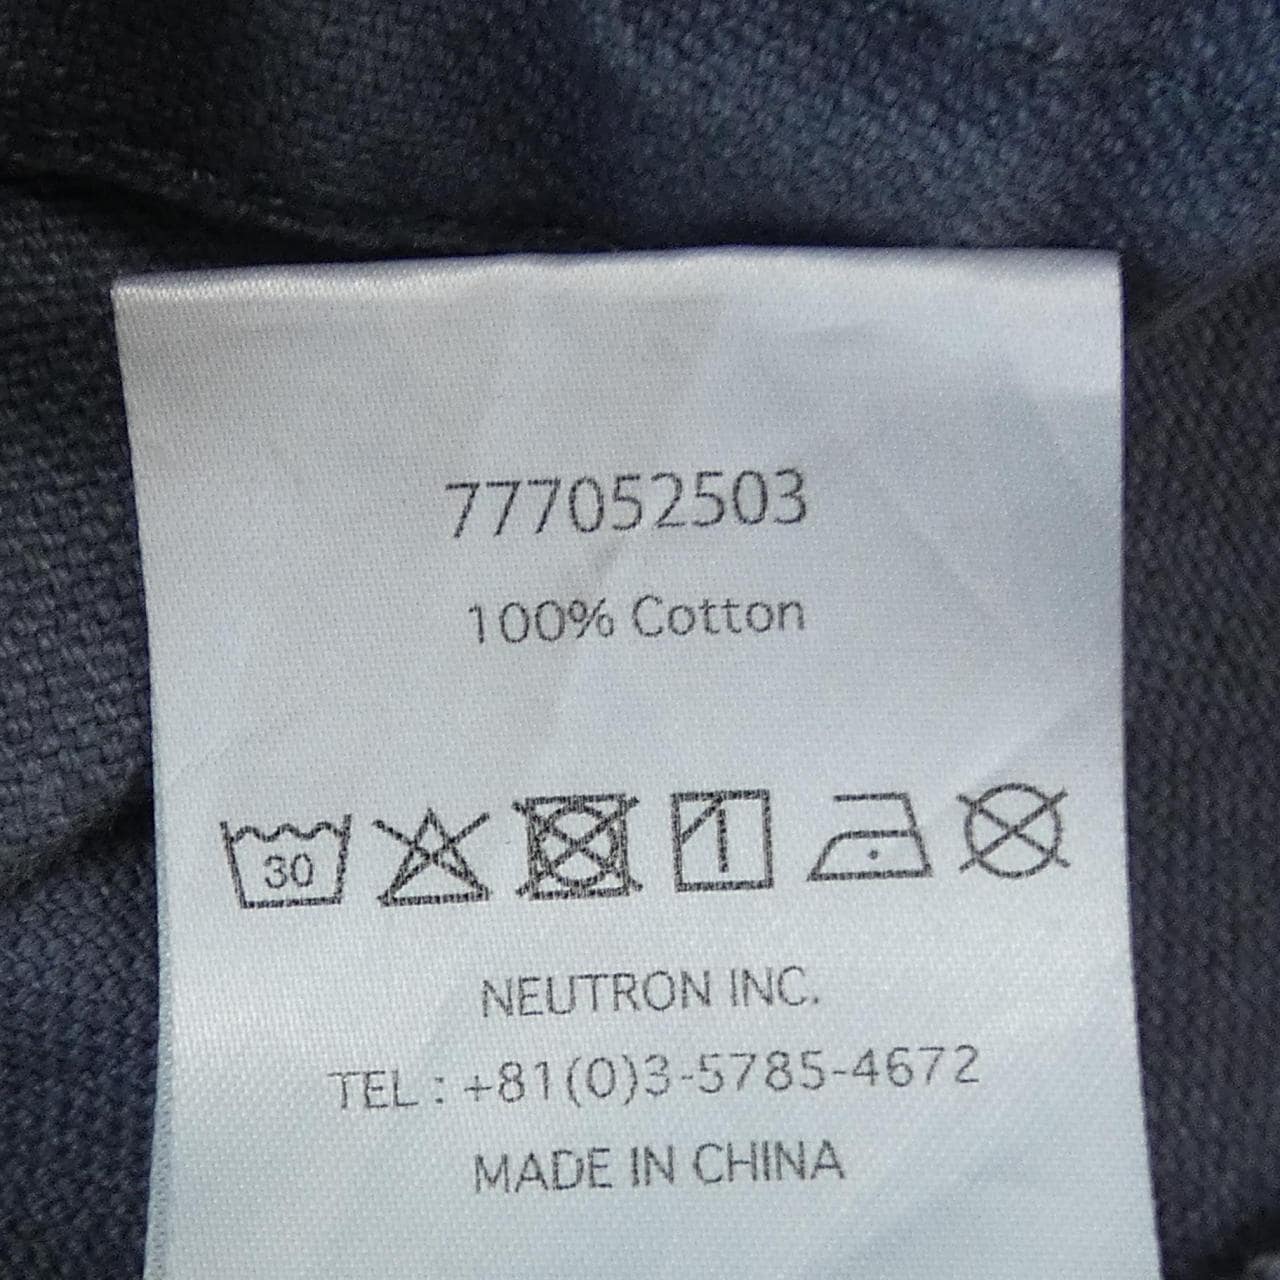 777052503
100% Cotton
30
NEUTRON INC.
TEL : +81(0)3-5785-4672
MADE IN CHINA